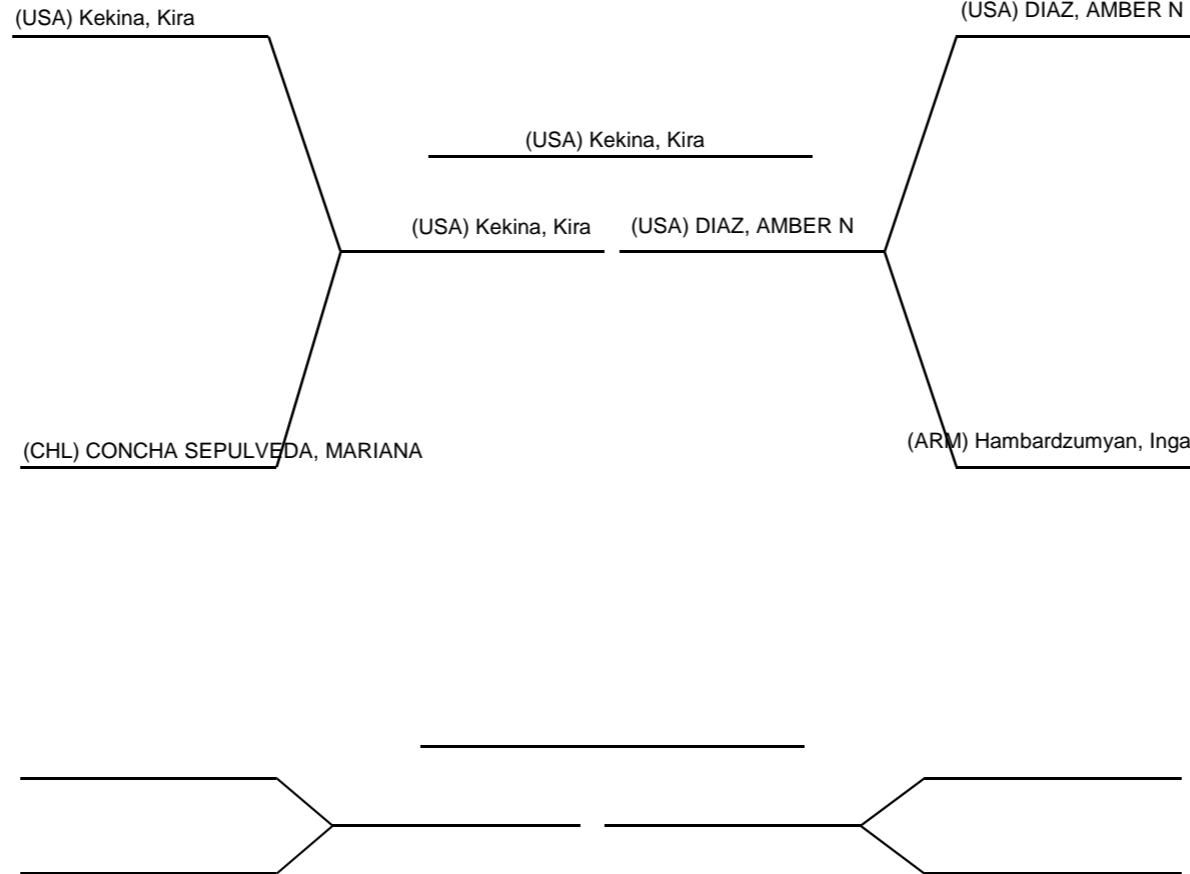 (USA) Kekina, Kira
(USA) DIAZ, AMBER N
(USA) Kekina, Kira
(USA) Kekina, Kira
(USA) DIAZ, AMBER N
(CHL) CONCHA SEPULVEDA, MARIANA
(ARM) Hambardzumyan, Inga